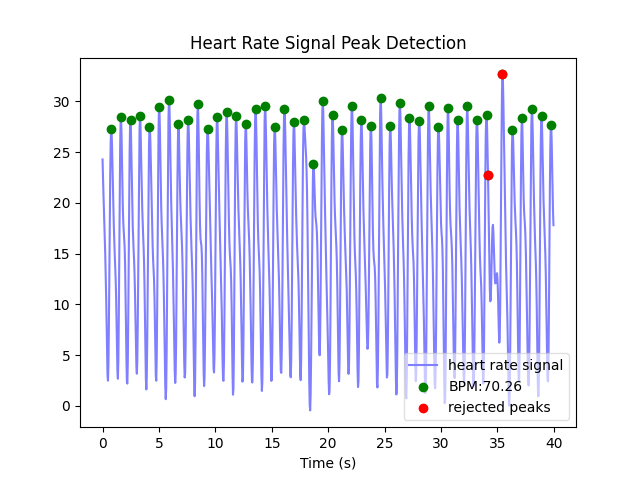 Heart Rate Signal Peak Detection
30
25
20
15
10
5
0
heart rate signal
BPM:70.26
rejected peaks
0 5 10 15 20 25 30 35 40
Time (s)